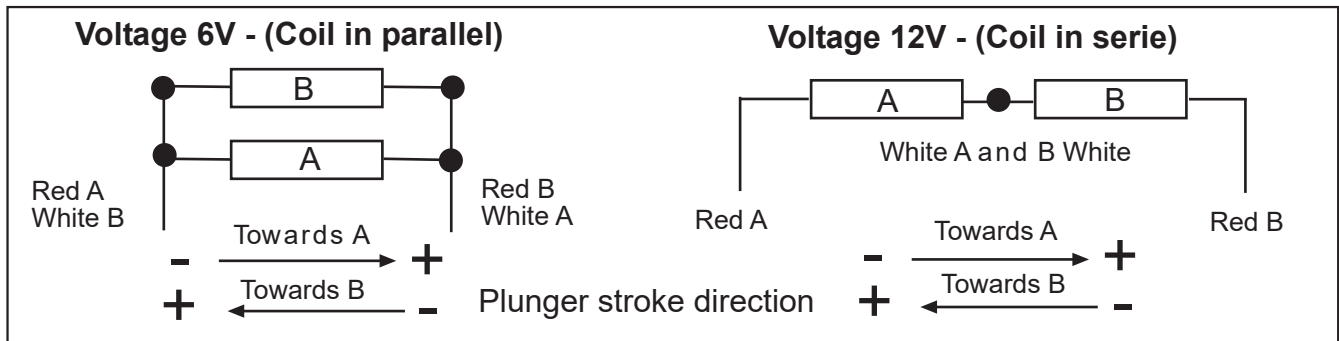 Voltage 6V - (Coil in parallel)
B
A
Red A
White B
Red B
White A
- Towards A +
+ Towards B -
Plunger stroke direction
Voltage 12V - (Coil in serie)
A B
White A and B White
Red A
Red B
- Towards A +
+ Towards B -